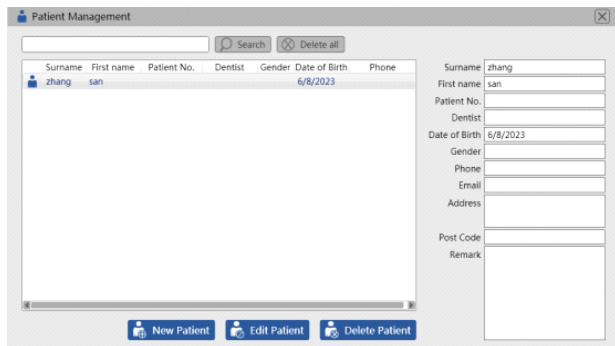 Patient Management
Search Delete all
Surname First name Patient No. Dentist Gender Date of Birth Phone
zhang san 6/8/2023
Surname zhang
First name san
Patient No.
Dentist
Date of Birth 6/8/2023
Gender
Phone
Email
Address
Post Code
Remark
New Patient Edit Patient Delete Patient